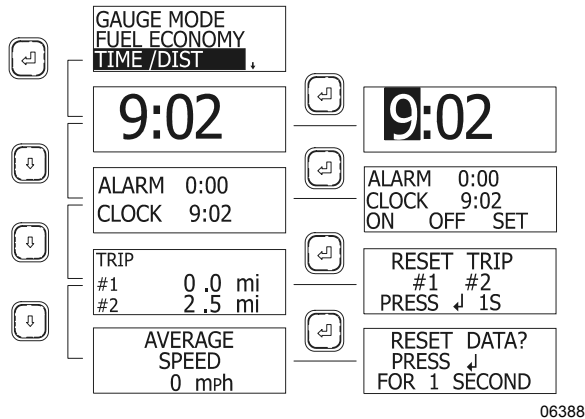 GAUGE MODE
FUEL ECONOMY
TIME /DIST ↓
9:02
9:02
ALARM 0:00
CLOCK 9:02
ALARM 0:00
CLOCK 9:02
ON OFF SET
TRIP
#1 0.0 mi
#2 2.5 mi
RESET TRIP
#1 #2
PRESS ↲ 1S
AVERAGE
SPEED
0 mph
RESET DATA?
PRESS ↲
FOR 1 SECOND
06388